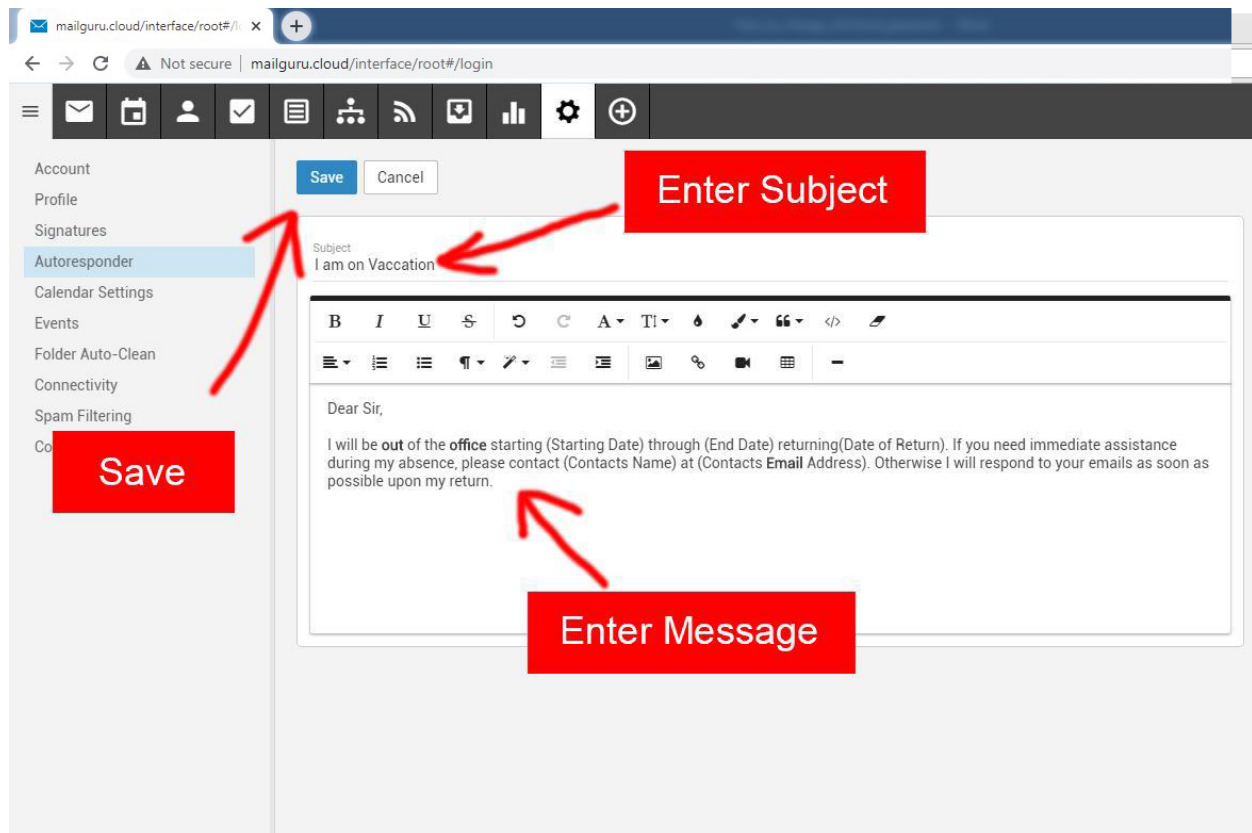 mailguru.cloud/interface/root#/l
Not secure | mailguru.cloud/interface/root#/login
Account
Profile
Signatures
Autoresponder
Calendar Settings
Events
Folder Auto-Clean
Connectivity
Spam Filtering
Co
Save
Save Cancel
Enter Subject
Subject
I am on Vaccation
B I U S A TI
Dear Sir,
I will be out of the office starting (Starting Date) through (End Date) returning(Date of Return). If you need immediate assistance
during my absence, please contact (Contacts Name) at (Contacts Email Address). Otherwise I will respond to your emails as soon as
possible upon my return.
Enter Message